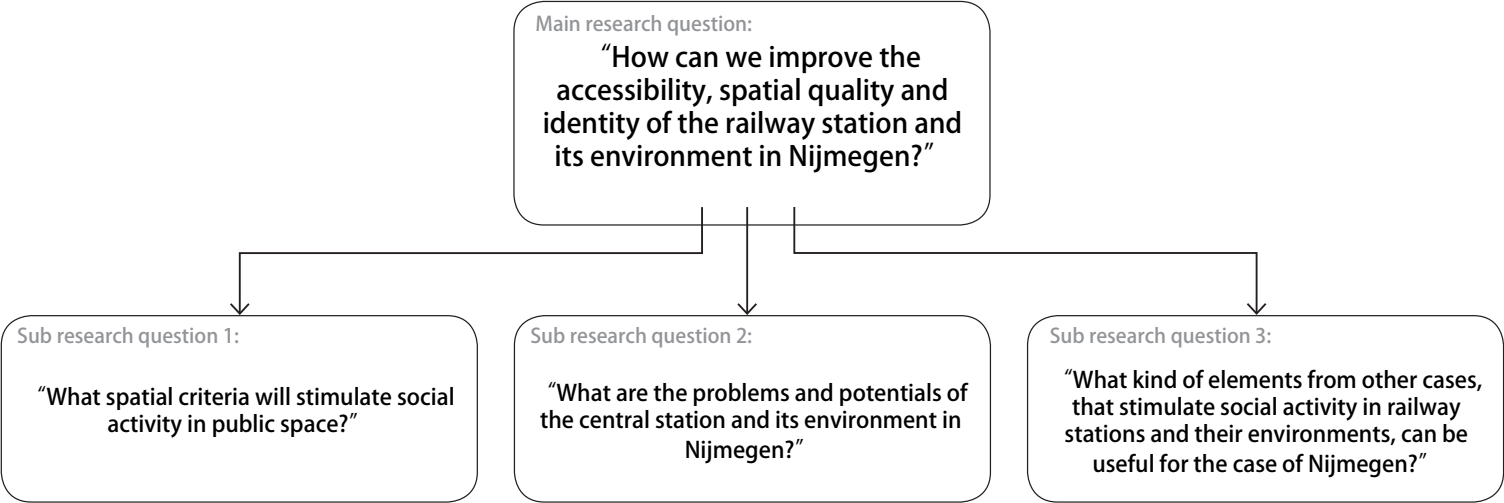 Main research question:
“How can we improve the
accessibility, spatial quality and
identity of the railway station and
its environment in Nijmegen?”
Sub research question 1:
“What spatial criteria will stimulate social
activity in public space?”
Sub research question 2:
“What are the problems and potentials of
the central station and its environment in
Nijmegen?”
Sub research question 3:
“What kind of elements from other cases,
that stimulate social activity in railway
stations and their environments, can be
useful for the case of Nijmegen?”